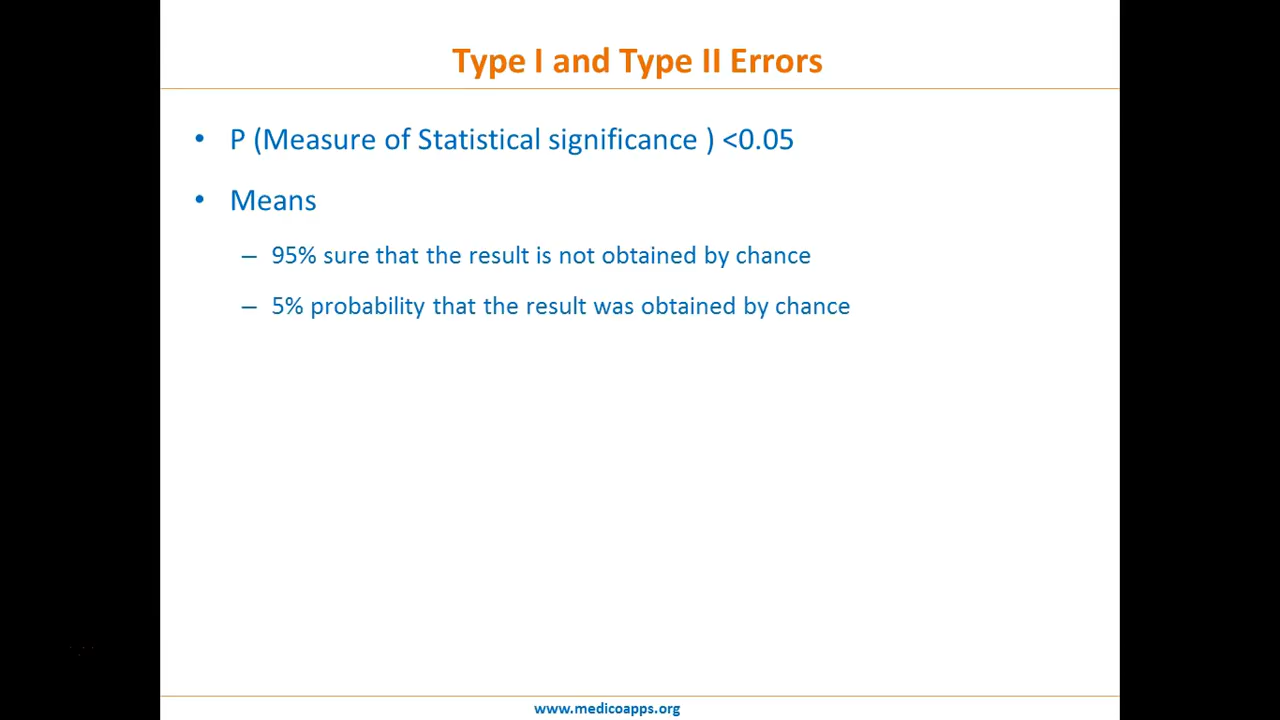 Type I and Type II Errors
• P (Measure of Statistical significance ) <0.05
• Means
– 95% sure that the result is not obtained by chance
– 5% probability that the result was obtained by chance
www.medicoapps.org